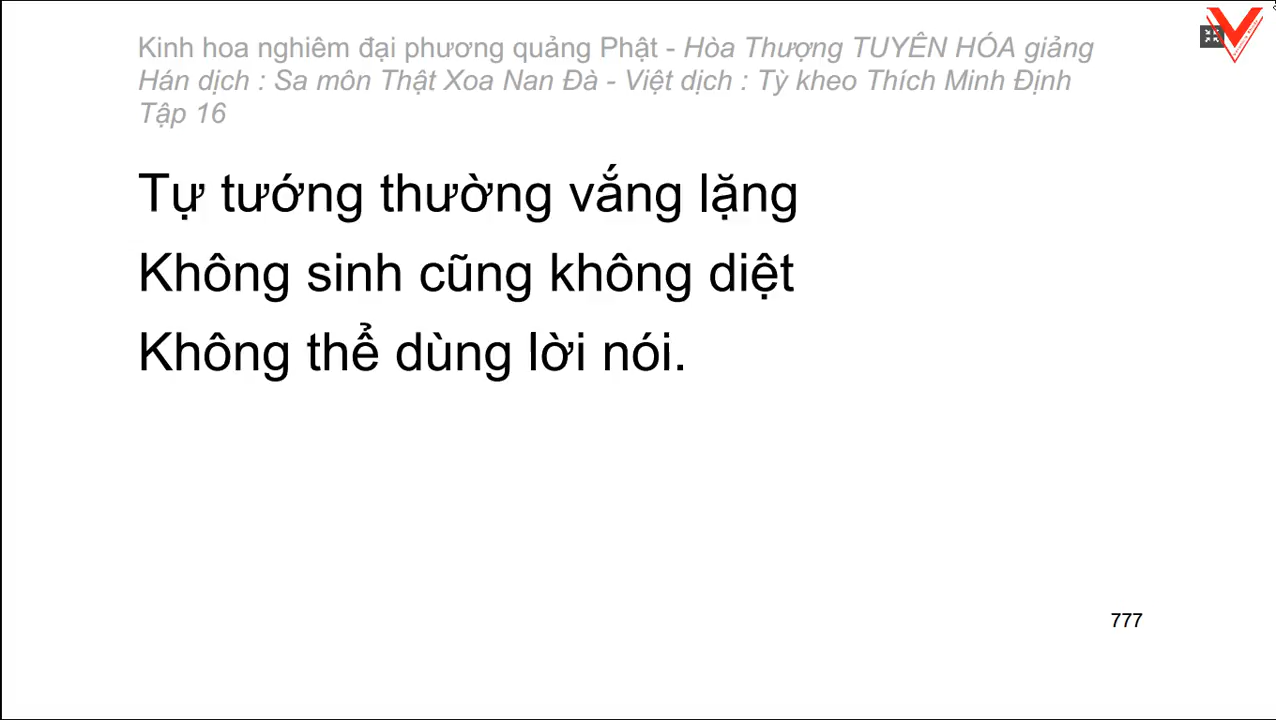 Kinh hoa nghiêm đại phương quảng Phật - Hòa Thượng TUYÊN HÓA giảng
Hán dịch : Sa môn Thật Xoa Nan Đà - Việt dịch : Tỳ kheo Thích Minh Định
Tập 16
Tự tướng thường vắng lặng
Không sinh cũng không diệt
Không thể dùng lời nói.
777